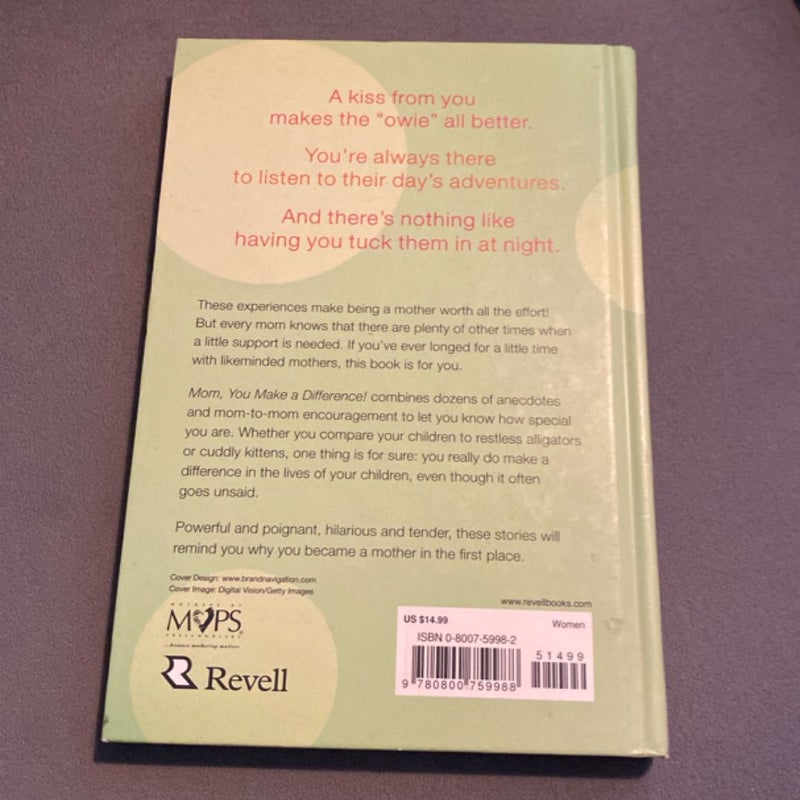 A kiss from you
makes the "owie" all better.
You're always there
to listen to their day's adventures.
And there's nothing like
having you tuck them in at night.
These experiences make being a mother worth all the effort!
But every mom knows that there are plenty of other times when
a little support is needed. If you've ever longed for a little time
with likeminded mothers, this book is for you.
Mom, You Make a Difference! combines dozens of anecdotes
and mom-to-mom encouragement to let you know how special
you are. Whether you compare your children to restless alligators
or cuddly kittens, one thing is for sure: you really do make a
difference in the lives of your children, even though it often
goes unsaid.
Powerful and poignant, hilarious and tender, these stories will
remind you why you became a mother in the first place.
Cover Design: www.brandnavigation.com
Cover Image: Digital Vision/Getty Images
MOTHERS OF
MOPS
PRESCHOOLERS
...because mothering matters
Revell
www.revellbooks.com
US $14.99
Women
ISBN 0-8007-5998-2
51499
9 780800 759988